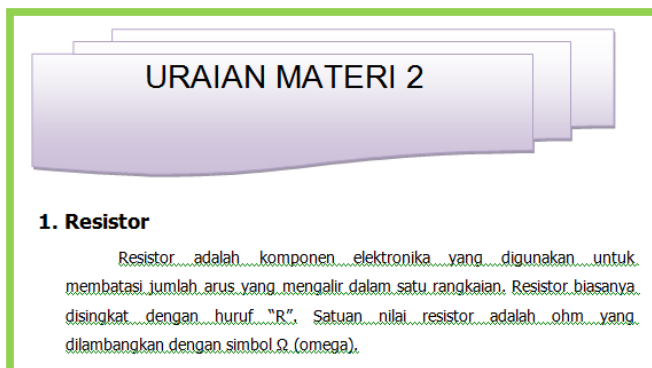 URAIAN MATERI 2
1. Resistor
Resistor adalah komponen elektronika yang digunakan untuk
membatasi jumlah arus yang mengalir dalam satu rangkaian. Resistor biasanya
disingkat dengan huruf “R”. Satuan nilai resistor adalah ohm yang
dilambangkan dengan simbol Ω (omega).